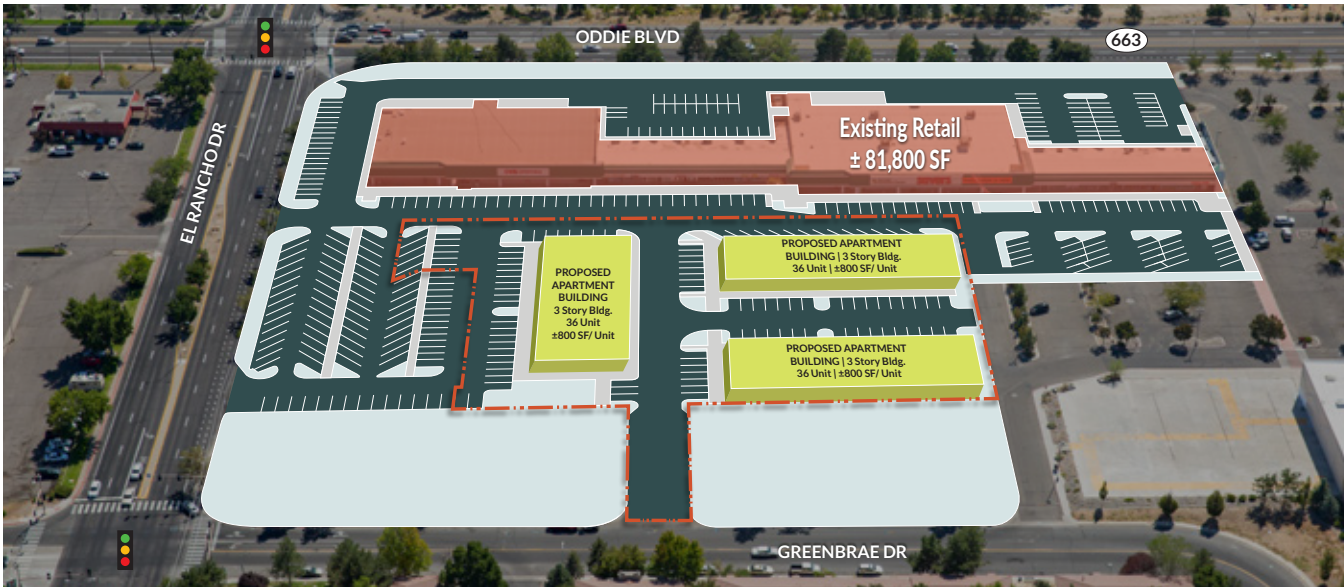 ODDIE BLVD
663
EL RANCHO DR
Existing Retail
± 81,800 SF
PROPOSED
APARTMENT
BUILDING
3 Story Bldg.
36 Unit
±800 SF/ Unit
PROPOSED APARTMENT
BUILDING | 3 Story Bldg.
36 Unit | ±800 SF/ Unit
PROPOSED APARTMENT
BUILDING | 3 Story Bldg.
36 Unit | ±800 SF/ Unit
GREENBRAE DR